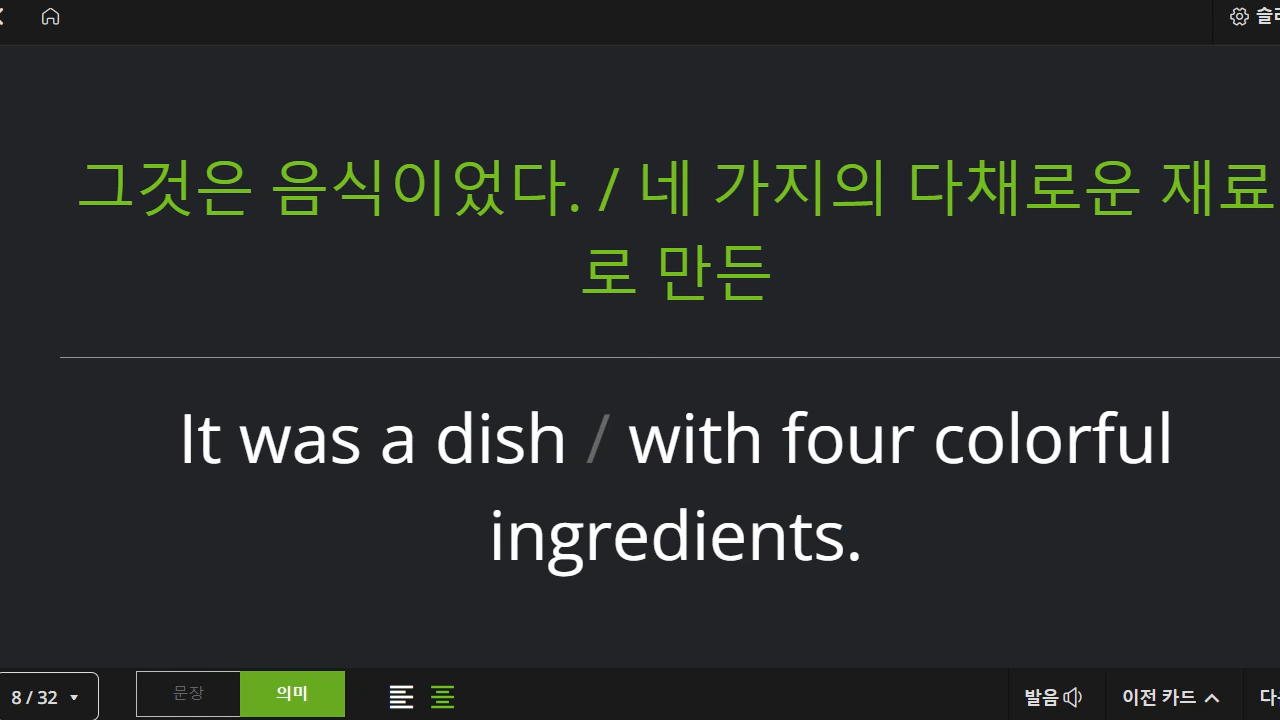 슬
그것은 음식이었다. / 네 가지의 다채로운 재료
로 만든
It was a dish / with four colorful
ingredients.
8 / 32 문장 의미 발음 이전 카드 다